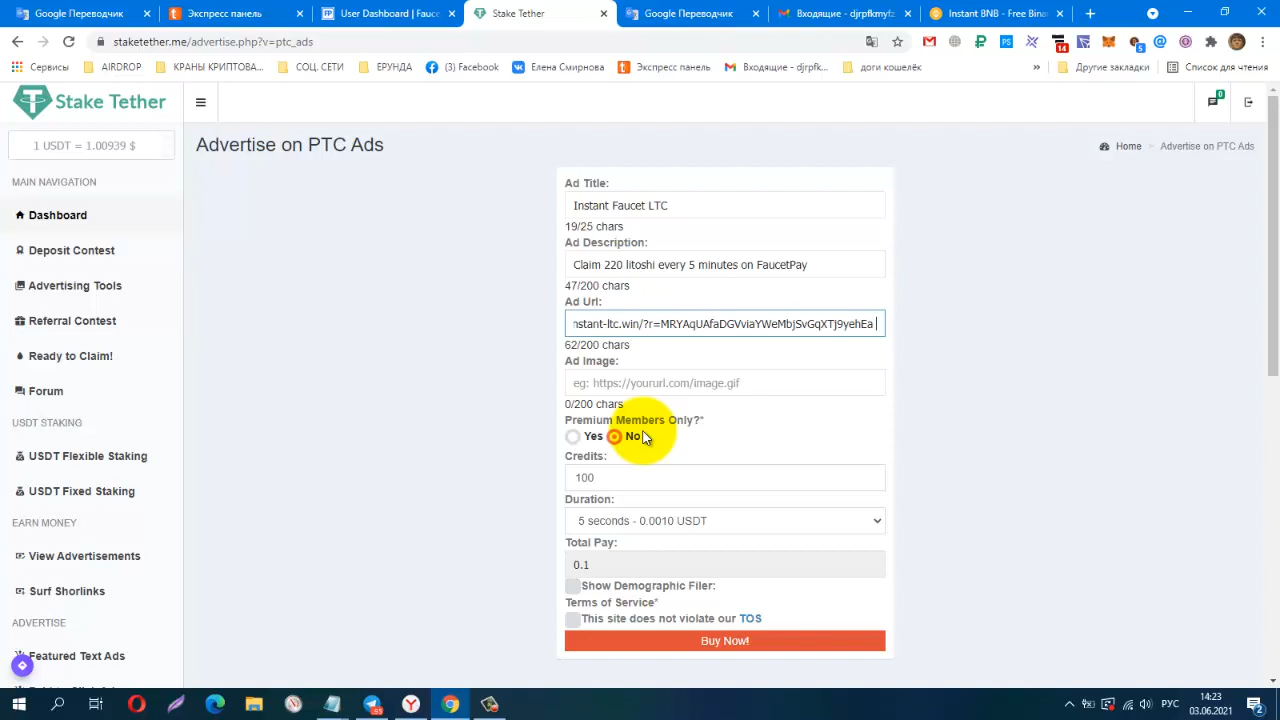 Google Переводчик
Экспресс панель —
User Dashboard | Fauce
Stake Tether
Google Переводчик
Входящие - djrpfkmyfz
Instant BNB - Free Binan
staketether.me/advertise.php?v=ptc_ads
14
5
Сервисы
AIRDROP
КРАНЫ КРИПТОВА...
СОЦ. СЕТИ
ЕРУНДА
(3) Facebook
Елена Смирнова
Экспресс панель —
Входящие - djrpfk...
доги кошелёк
»
Другие закладки
Список для чтения
Stake Tether
0
1 USDT = 1.00939 $
Advertise on PTC Ads
Home
Advertise on PTC Ads
MAIN NAVIGATION
Dashboard
Deposit Contest
Advertising Tools
Referral Contest
Ready to Claim!
Forum
USDT STAKING
USDT Flexible Staking
USDT Fixed Staking
EARN MONEY
View Advertisements
Surf Shorlinks
ADVERTISE
Featured Text Ads
Ad Title:
Instant Faucet LTC
19/25 chars
Ad Description:
Claim 220 litoshi every 5 minutes on FaucetPay
47/200 chars
Ad Url:
nstant-ltc.win/?r=MRYAqUAfaDGVviaYWeMbjSvGqXTj9yehEa
62/200 chars
Ad Image:
eg: https://yoururl.com/image.gif
0/200 chars
Premium Members Only?*
Yes No
Credits:
100
Duration:
5 seconds - 0.0010 USDT
Total Pay:
0.1
Show Demographic Filer:
Terms of Service*
This site does not violate our TOS
Buy Now!
РУС
14:23
03.06.2021
2